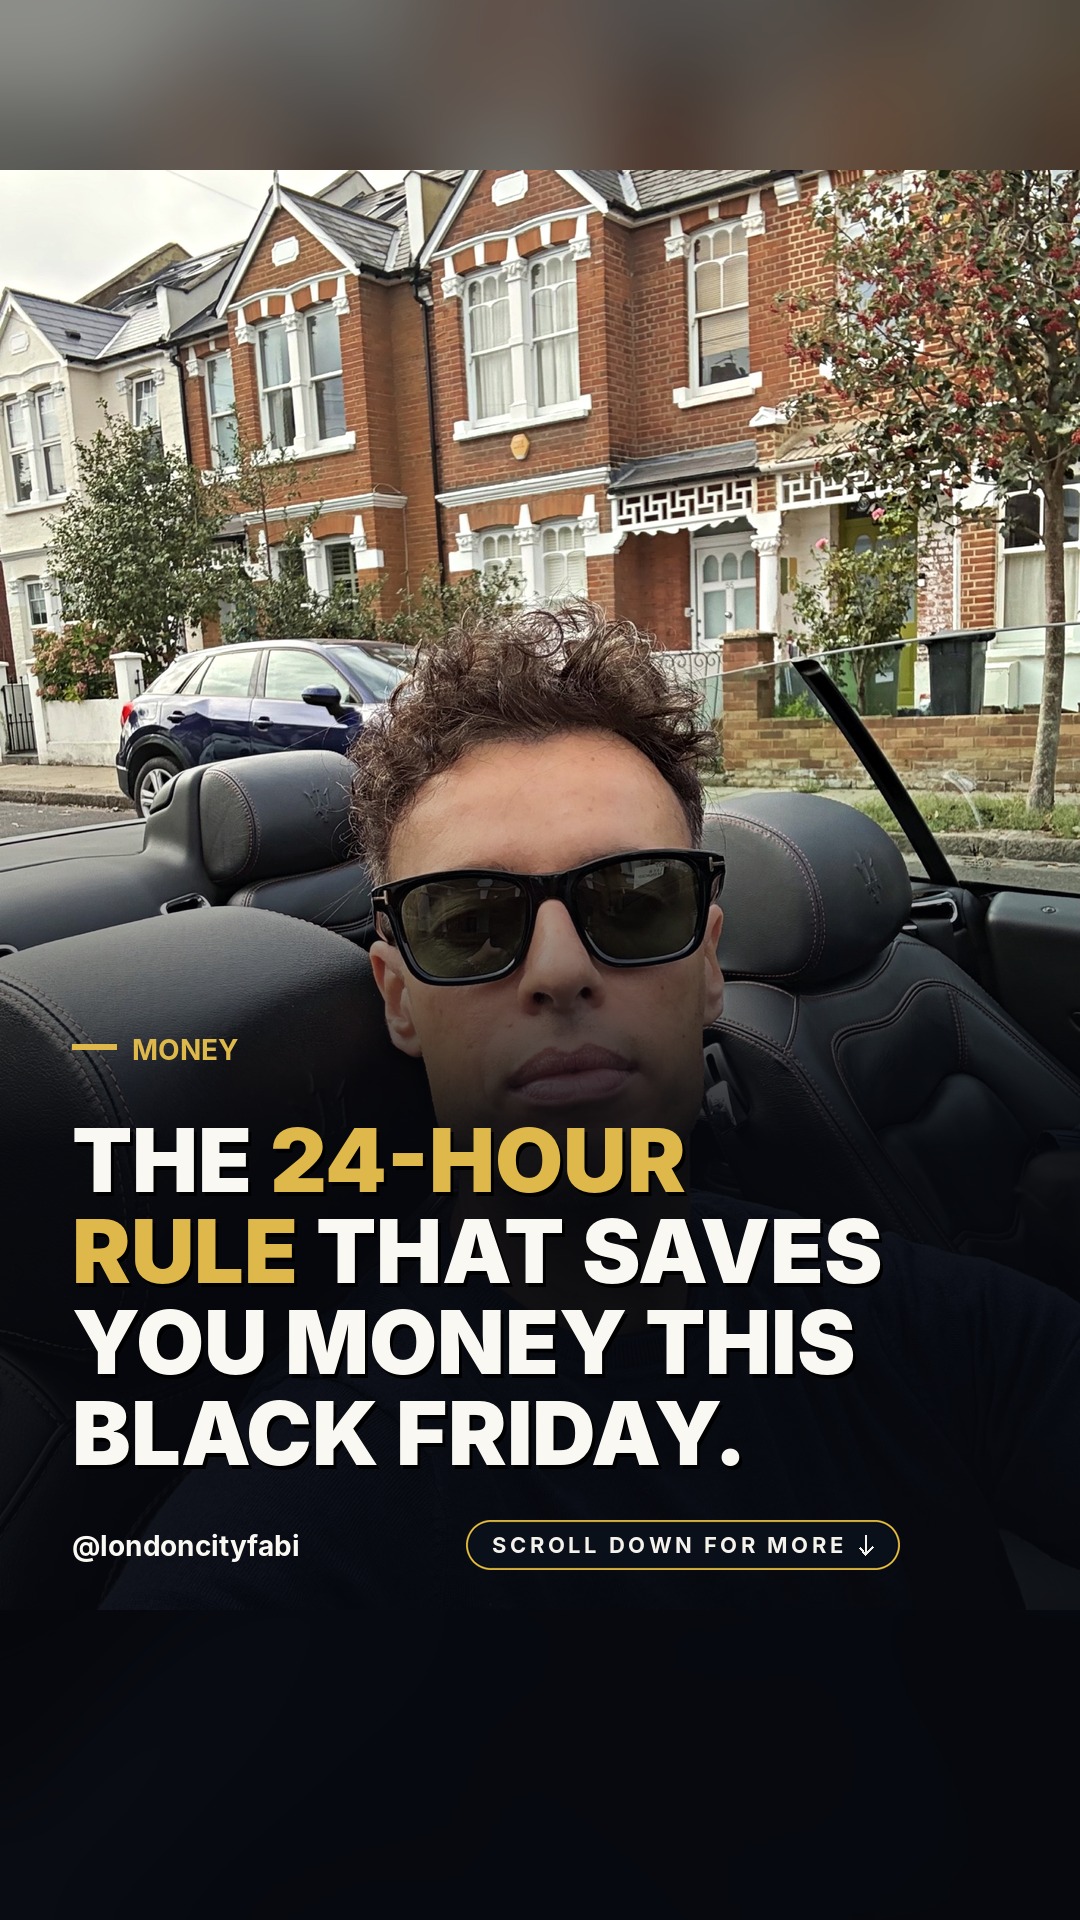 MONEY
THE 24-HOUR
RULE THAT SAVES
YOU MONEY THIS
BLACK FRIDAY.
@londoncityfabi
SCROLL DOWN FOR MORE ↓